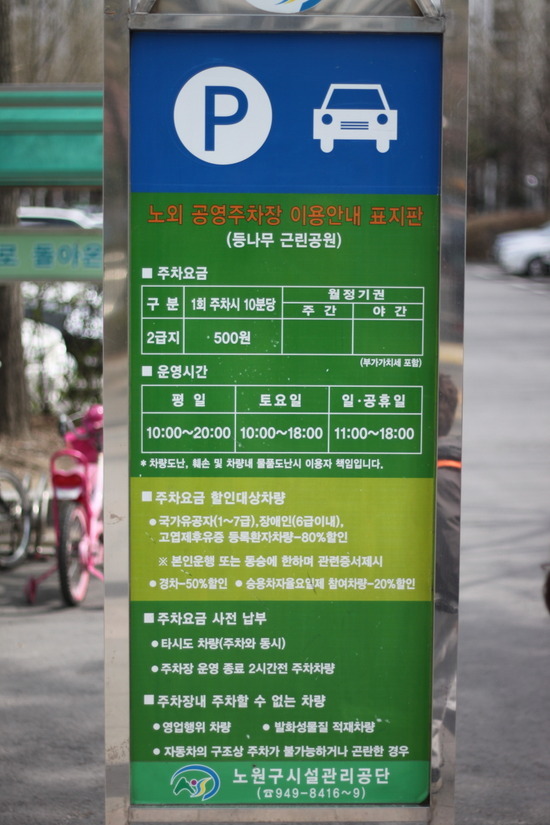 P
노외 공영주차장 이용안내 표지판
(등나무 근린공원)
■ 주차요금
구 분 1회 주차시 10분당 월정기권
주 간 야 간
2급지 500원
(부가가치세 포함)
■ 운영시간
평 일 토요일 일·공휴일
10:00~20:00 10:00~18:00 11:00~18:00
* 차량도난, 훼손 및 차량내 물품도난시 이용자 책임입니다.
■ 주차요금 할인대상차량
● 국가유공자(1~7급),장애인(6급이내),
고엽제후유증 등록환자차량-80%할인
※ 본인운행 또는 동승에 한하며 관련증서제시
● 경차-50%할인 ● 승용차자율요일제 참여차량-20%할인
■ 주차요금 사전 납부
● 타시도 차량(주차와 동시)
● 주차장 운영 종료 2시간전 주차차량
■ 주차장내 주차할 수 없는 차량
● 영업행위 차량 ● 발화성물질 적재차량
● 자동차의 구조상 주차가 불가능하거나 곤란한 경우
노원구시설관리공단
(☎949-8416~9)
로 돌아온